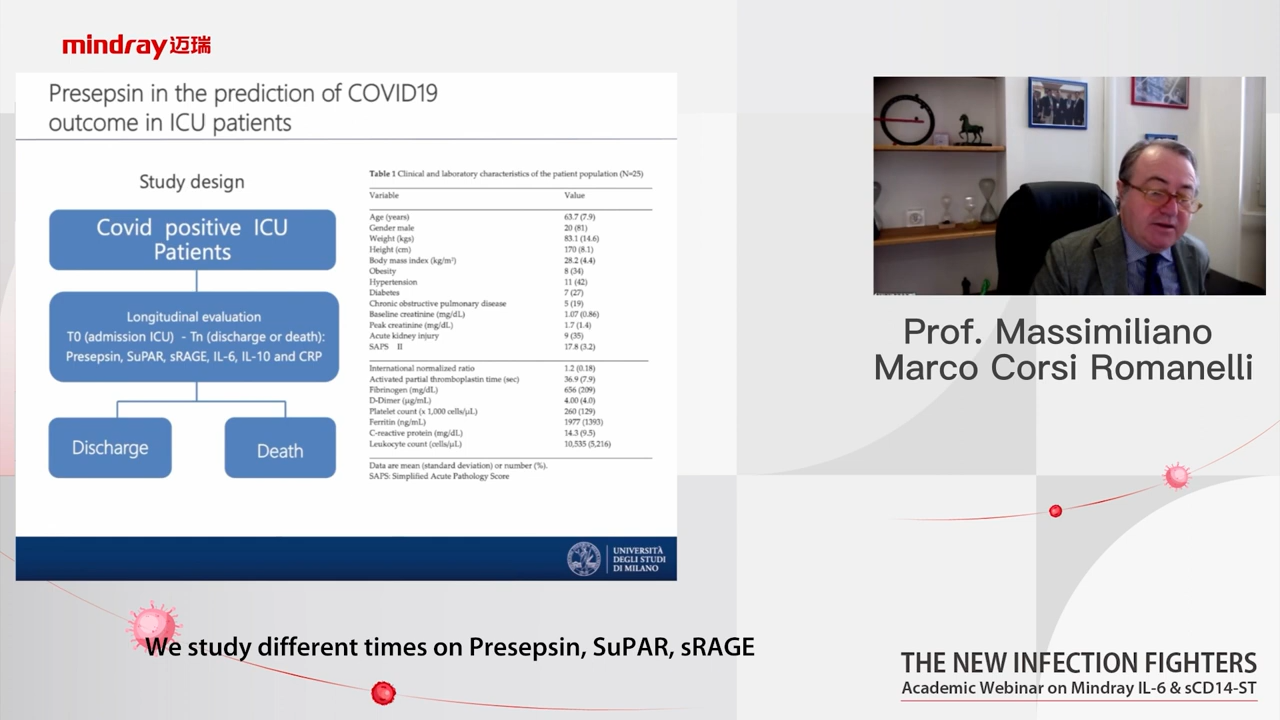 mindray迈瑞
Presepsin in the prediction of COVID19
outcome in ICU patients
Study design
Covid positive ICU
Patients
Longitudinal evaluation
T0 (admission ICU) - Tn (discharge or death):
Presepsin, SuPAR, sRAGE, IL-6, IL-10 and CRP
Discharge
Death
Table 1 Clinical and laboratory characteristics of the patient population (N=25)
Variable Value
Age (years) 63.7 (7.9)
Gender male 20 (81)
Weight (kgs) 83.1 (14.6)
Height (cm) 170 (8.1)
Body mass index (kg/m²) 28.2 (4.4)
Obesity 8 (34)
Hypertension 11 (42)
Diabetes 7 (27)
Chronic obstructive pulmonary disease 5 (19)
Baseline creatinine (mg/dL) 1.07 (0.86)
Peak creatinine (mg/dL) 1.7 (1.4)
Acute kidney injury 9 (35)
SAPS II 17.8 (3.2)
International normalized ratio 1.2 (0.18)
Activated partial thromboplastin time (sec) 36.9 (7.9)
Fibrinogen (mg/dL) 656 (209)
D-Dimer (μg/mL) 4.00 (4.0)
Platelet count (x 1,000 cells/μL) 260 (129)
Ferritin (ng/mL) 1977 (1393)
C-reactive protein (mg/dL) 14.3 (9.5)
Leukocyte count (cells/μL) 10,535 (5,216)
Data are mean (standard deviation) or number (%).
SAPS: Simplified Acute Pathology Score
UNIVERSITÀ
DEGLI STUDI
DI MILANO
Prof. Massimiliano
Marco Corsi Romanelli
We study different times on Presepsin, SuPAR, sRAGE
THE NEW INFECTION FIGHTERS
Academic Webinar on Mindray IL-6 & sCD14-ST